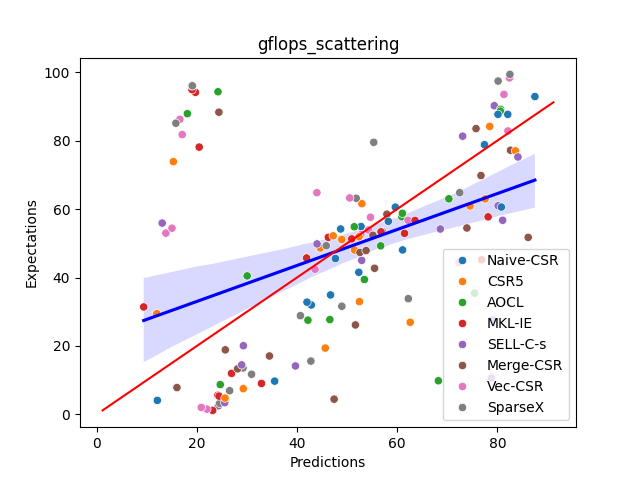 gflops_scattering
Expectations
100
80
60
40
20
0
0 20 40 60 80
Predictions
Naive-CSR
CSR5
AOCL
MKL-IE
SELL-C-s
Merge-CSR
Vec-CSR
SparseX